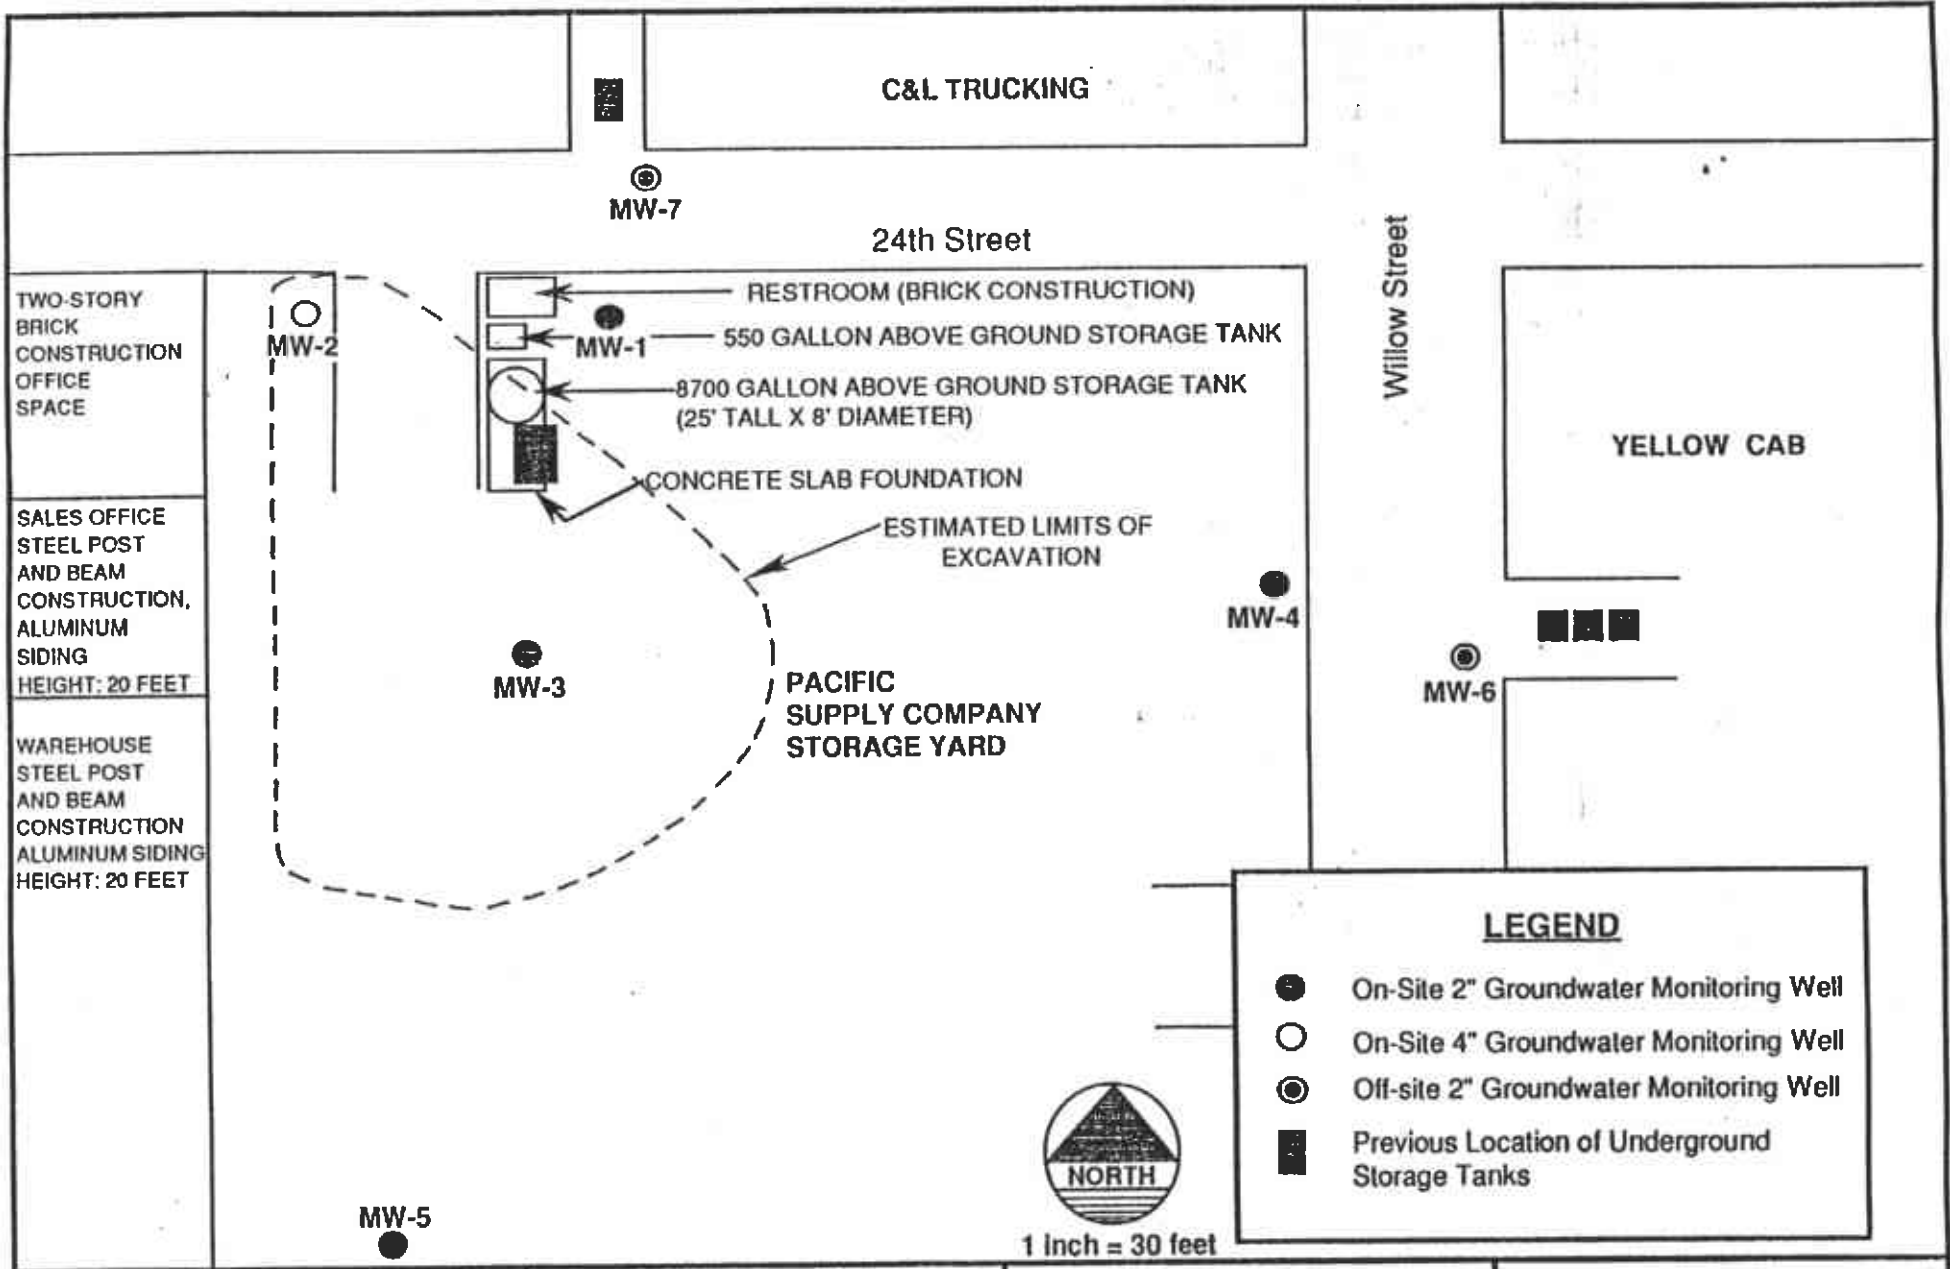 C&L TRUCKING
MW-7
24th Street
Willow Street
TWO-STORY
BRICK
CONSTRUCTION
OFFICE
SPACE
MW-2
RESTROOM (BRICK CONSTRUCTION)
MW-1
550 GALLON ABOVE GROUND STORAGE TANK
8700 GALLON ABOVE GROUND STORAGE TANK
(25' TALL X 8' DIAMETER)
CONCRETE SLAB FOUNDATION
ESTIMATED LIMITS OF
EXCAVATION
YELLOW CAB
SALES OFFICE
STEEL POST
AND BEAM
CONSTRUCTION,
ALUMINUM
SIDING
HEIGHT: 20 FEET
MW-4
MW-3
MW-6
PACIFIC
SUPPLY COMPANY
STORAGE YARD
WAREHOUSE
STEEL POST
AND BEAM
CONSTRUCTION
ALUMINUM SIDING
HEIGHT: 20 FEET
LEGEND
On-Site 2" Groundwater Monitoring Well
On-Site 4" Groundwater Monitoring Well
Off-site 2" Groundwater Monitoring Well
Previous Location of Underground
Storage Tanks
NORTH
1 inch = 30 feet
MW-5